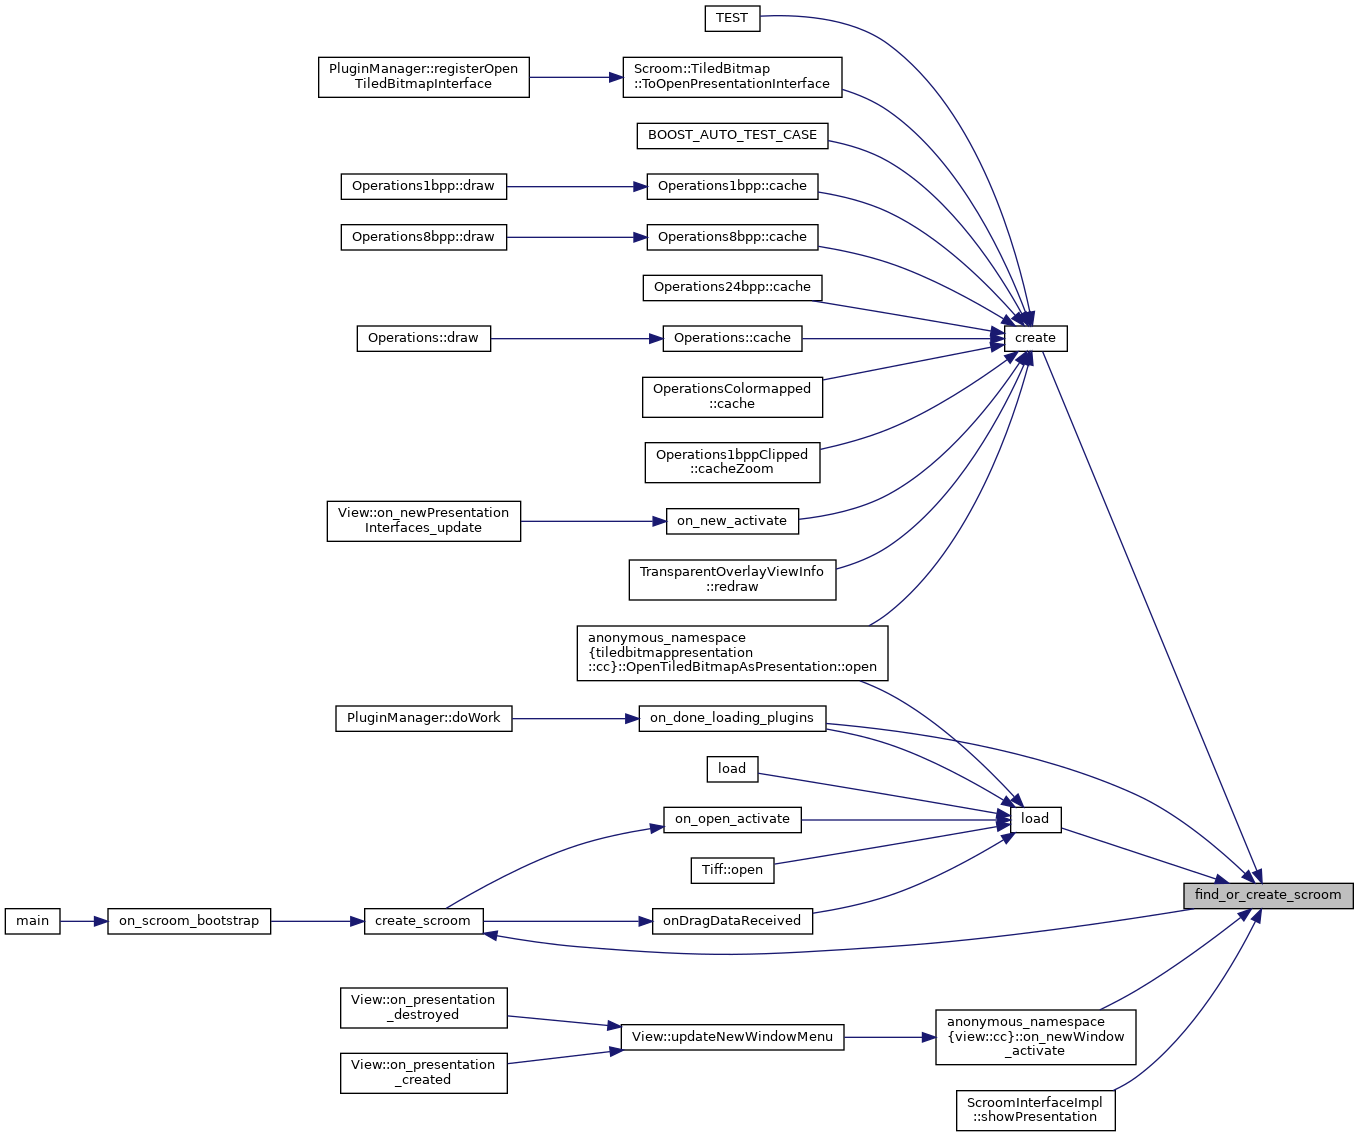 TEST
PluginManager::registerOpen
TiledBitmapInterface
Scroom::TiledBitmap
::ToOpenPresentationInterface
BOOST_AUTO_TEST_CASE
Operations1bpp::draw
Operations1bpp::cache
Operations8bpp::draw
Operations8bpp::cache
Operations24bpp::cache
Operations::draw
Operations::cache
create
OperationsColormapped
::cache
Operations1bppClipped
::cacheZoom
View::on_newPresentation
Interfaces_update
on_new_activate
TransparentOverlayViewInfo
::redraw
anonymous_namespace
{tiledbitmappresentation
::cc}::OpenTiledBitmapAsPresentation::open
PluginManager::doWork
on_done_loading_plugins
load
on_open_activate
load
Tiff::open
find_or_create_scroom
main
on_scroom_bootstrap
create_scroom
onDragDataReceived
View::on_presentation
_destroyed
View::updateNewWindowMenu
anonymous_namespace
{view::cc}::on_newWindow
_activate
View::on_presentation
_created
ScroomInterfaceImpl
::showPresentation